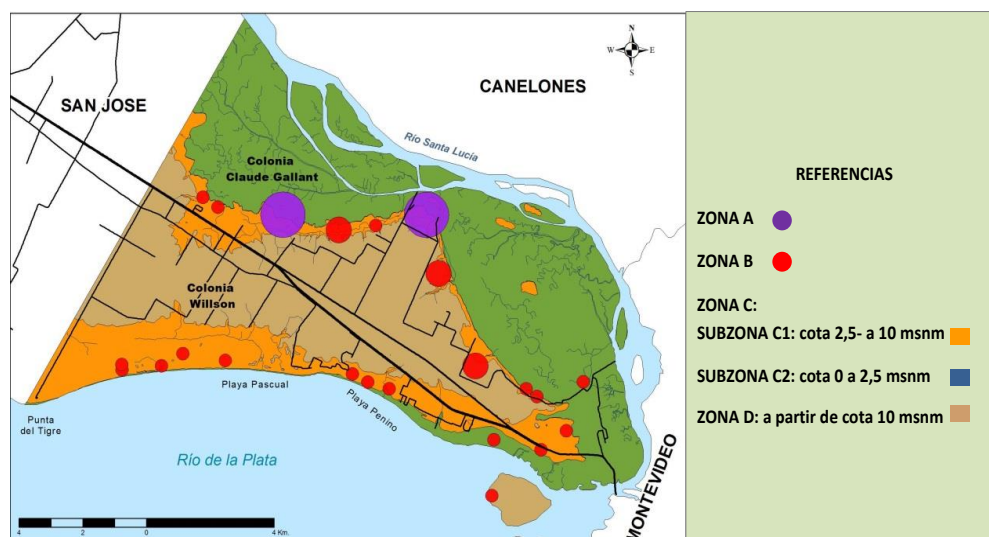 N
W E
S
CANELONES
SAN JOSE
Río Santa Lucía
Colonia
Claude Gallant
Colonia
Willson
Playa Pascual
Playa Penino
Punta
del Tigre
Río de la Plata
MONTEVIDEO
4 2 0 4 Km.
REFERENCIAS
ZONA A
ZONA B
ZONA C:
SUBZONA C1: cota 2,5- a 10 msnm
SUBZONA C2: cota 0 a 2,5 msnm
ZONA D: a partir de cota 10 msnm